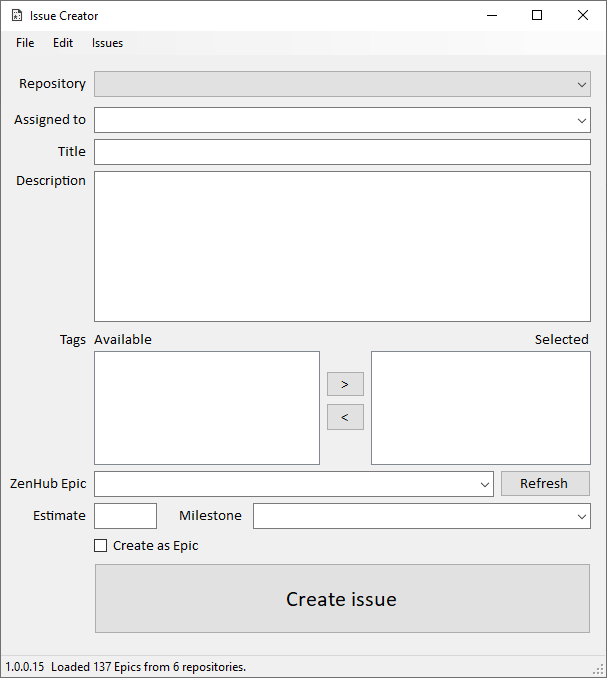 Issue Creator
File Edit Issues
Repository
Assigned to
Title
Description
Tags Available Selected
>
<
ZenHub Epic Refresh
Estimate Milestone
Create as Epic
Create issue
1.0.0.15 Loaded 137 Epics from 6 repositories.